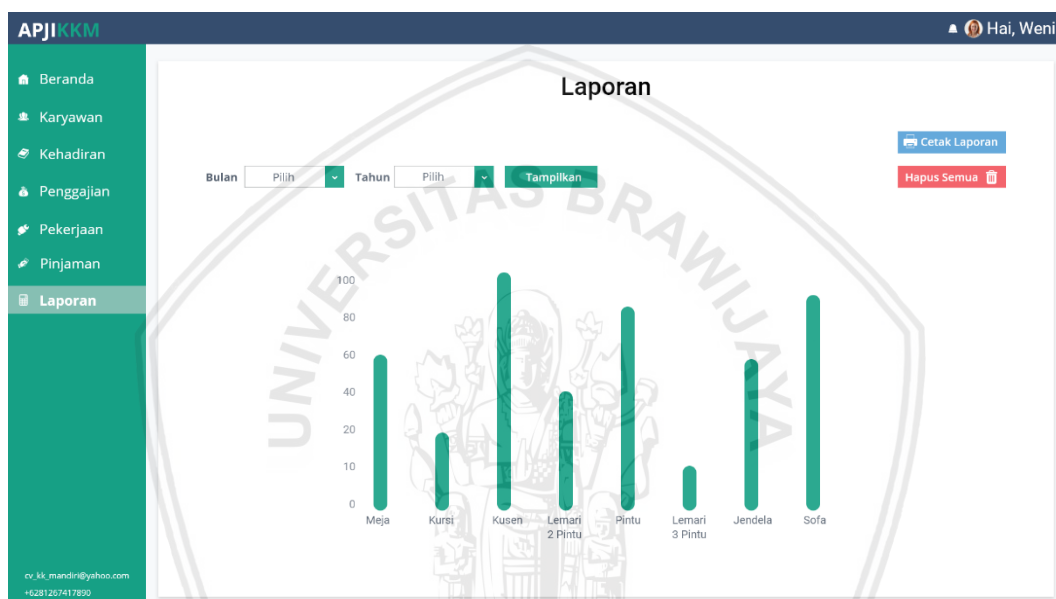 APJIKKM
Hai, Weni
Beranda
Karyawan
Kehadiran
Penggajian
Pekerjaan
Pinjaman
Laporan
cv_kk_mandiri@yahoo.com
+6281267417890
Laporan
Cetak Laporan
Bulan Pilih Tahun Pilih Tampilkan
Hapus Semua
100
80
60
40
20
10
0
Meja Kursi Kusen Lemari 2 Pintu Pintu Lemari 3 Pintu Jendela Sofa
UNIVERSITAS BRAWIJAYA